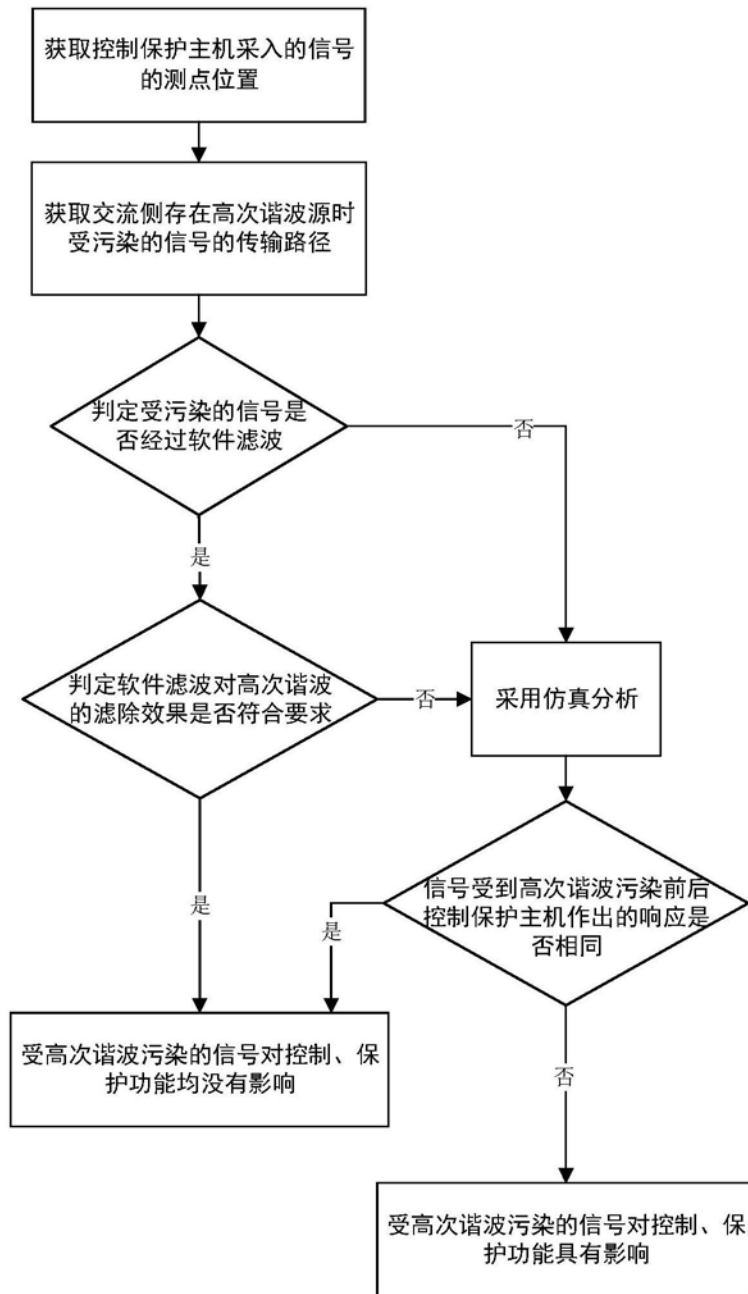 获取控制保护主机采入的信号
的测点位置
获取交流侧存在高次谐波源时
受污染的信号的传输路径
判定受污染的信号是
否经过软件滤波
否
是
判定软件滤波对高次谐波
的滤除效果是否符合要求
否
采用仿真分析
是
信号受到高次谐波污染前后
控制保护主机作出的响应是
否相同
是
受高次谐波污染的信号对控制、保
护功能均没有影响
否
受高次谐波污染的信号对控制、保
护功能具有影响